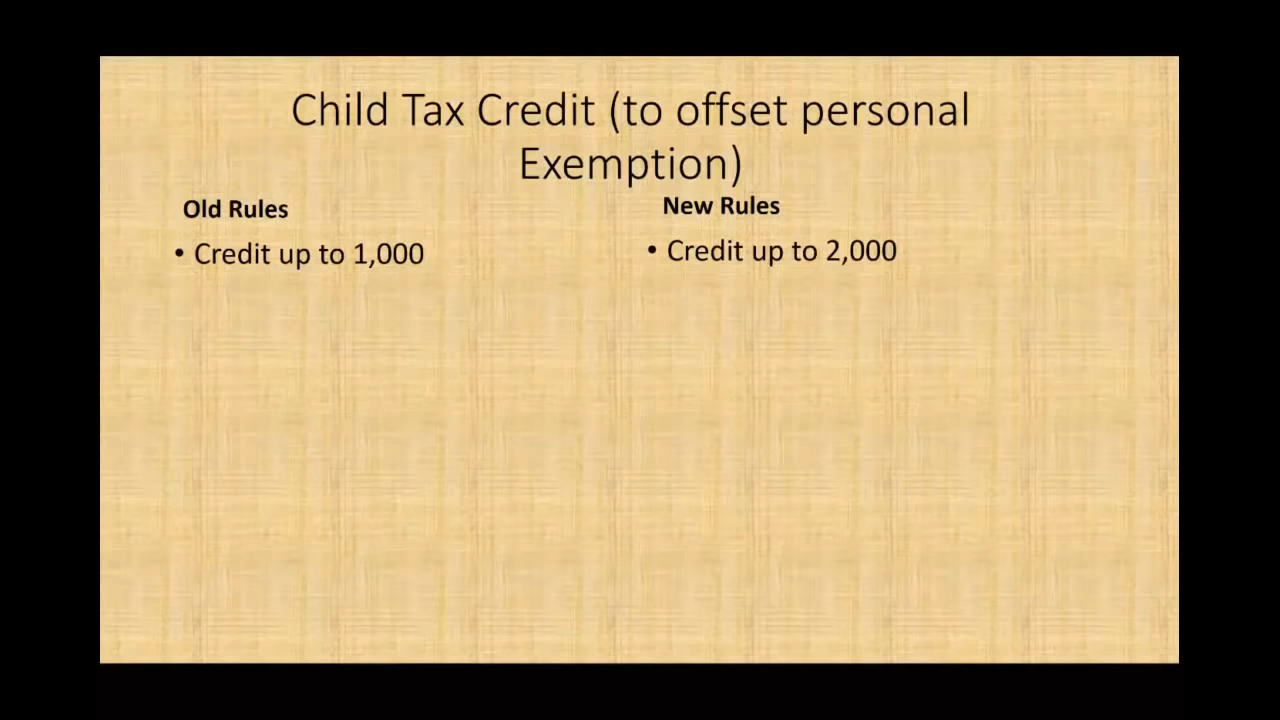 Child Tax Credit (to offset personal
Exemption)
Old Rules
• Credit up to 1,000
New Rules
• Credit up to 2,000